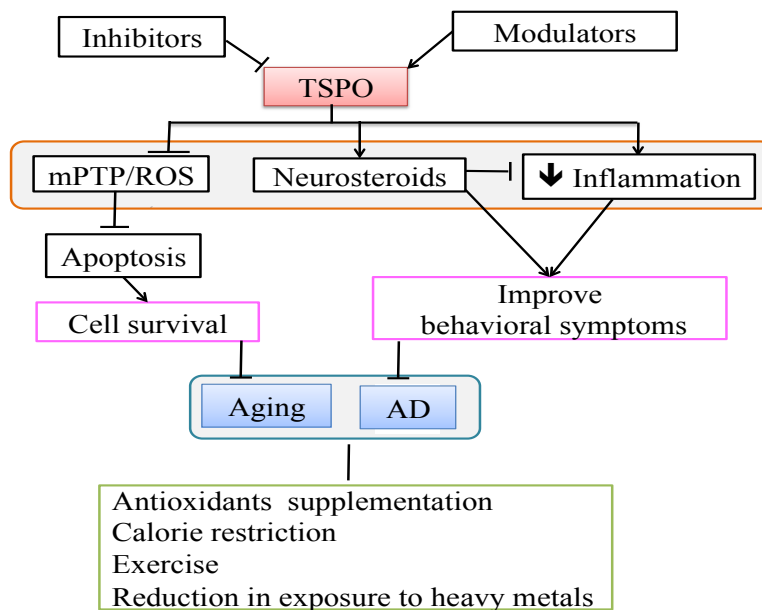 Inhibitors
Modulators
TSPO
mPTP/ROS
Neurosteroids
🡻 Inflammation
Apoptosis
Cell survival
Improve
behavioral symptoms
Aging
AD
Antioxidants supplementation
Calorie restriction
Exercise
Reduction in exposure to heavy metals